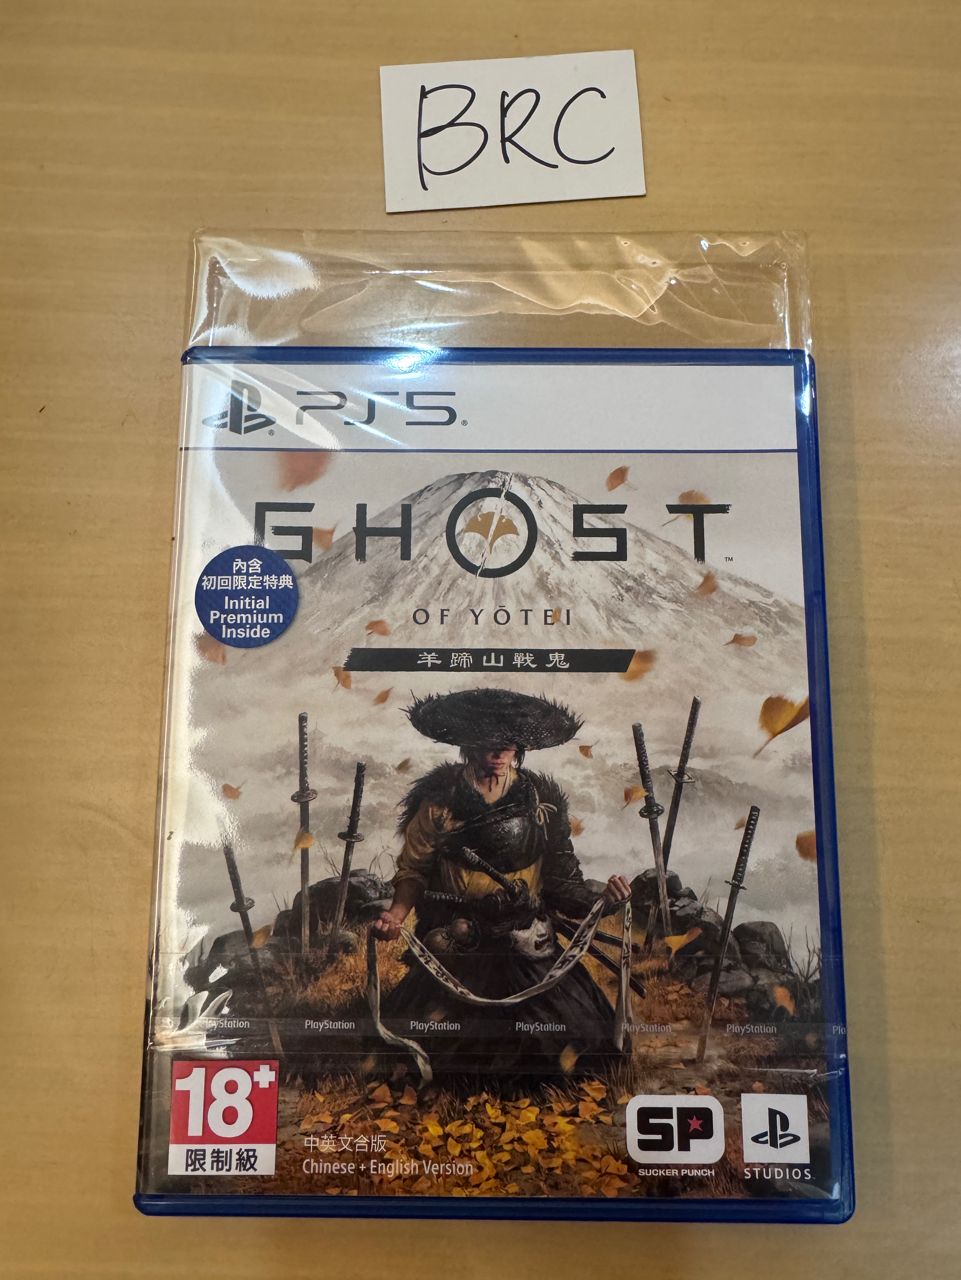 BRC
PS5
GHOST
OF YŌTEI
羊蹄山戰鬼
內含
初回限定特典
Initial
Premium
Inside
PlayStation PlayStation PlayStation PlayStation PlayStation PlayStation
18+
限制級
中英文合版
Chinese + English Version
SP
SUCKER PUNCH
STUDIOS